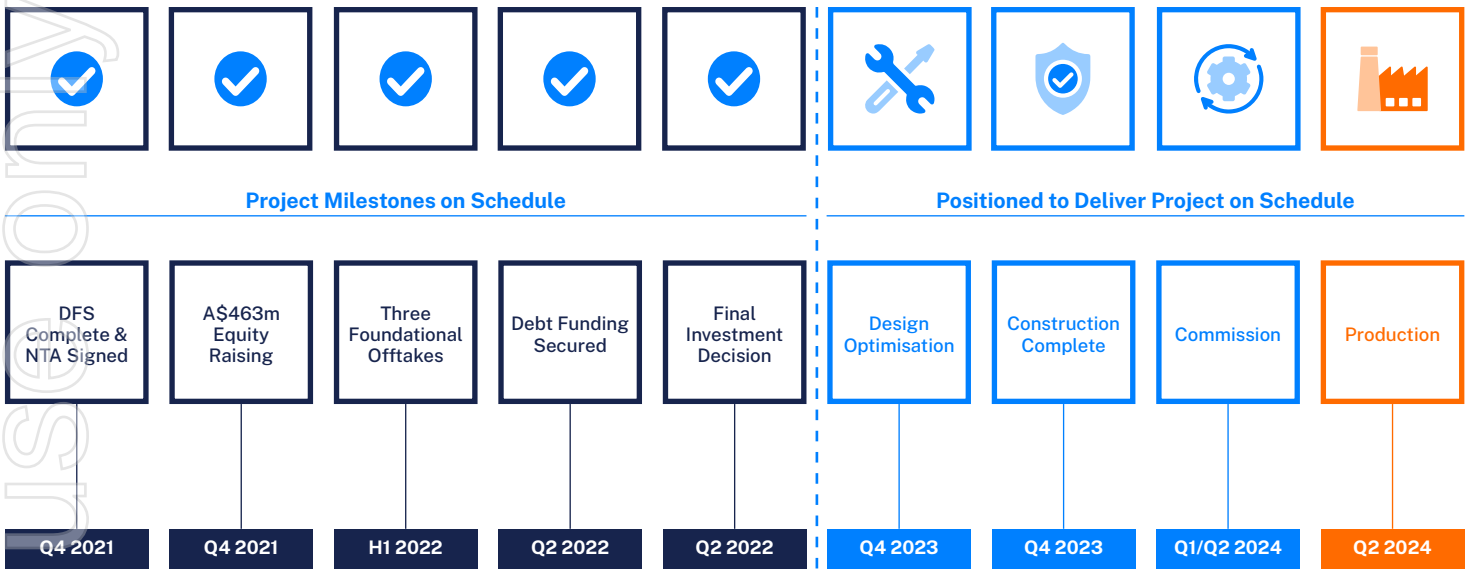 Project Milestones on Schedule
Positioned to Deliver Project on Schedule
DFS
Complete &
NTA Signed
A$463m
Equity
Raising
Three
Foundational
Offtakes
Debt Funding
Secured
Final
Investment
Decision
Design
Optimisation
Construction
Complete
Commission
Production
Q4 2021
Q4 2021
H1 2022
Q2 2022
Q2 2022
Q4 2023
Q4 2023
Q1/Q2 2024
Q2 2024
use only